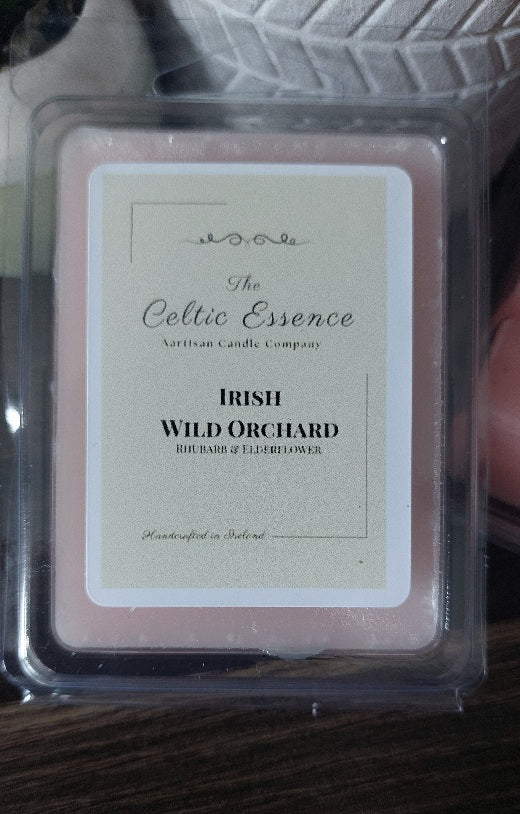 The
Celtic Essence
Aartisan Candle Company
IRISH
WILD ORCHARD
RHUBARB & ELDERFLOWER
Handcrafted in Ireland